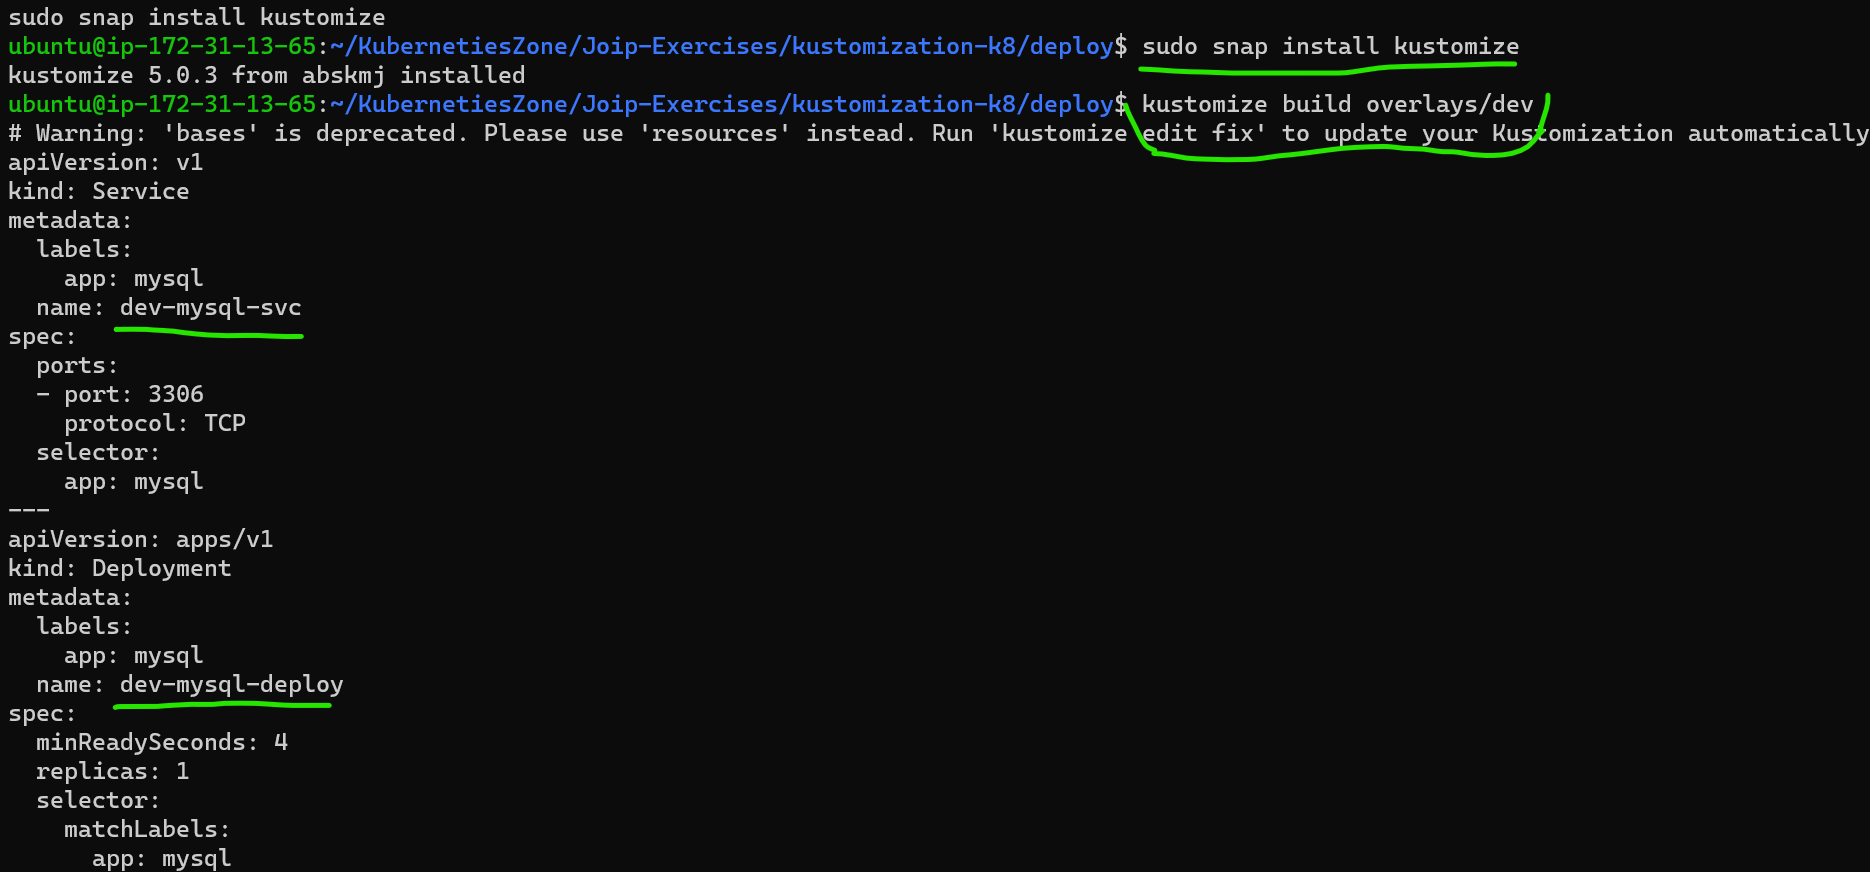 sudo snap install kustomize
ubuntu@ip-172-31-13-65:~/KubernetiesZone/Joip-Exercises/kustomization-k8/deploy$ sudo snap install kustomize
kustomize 5.0.3 from abskmj installed
ubuntu@ip-172-31-13-65:~/KubernetiesZone/Joip-Exercises/kustomization-k8/deploy$ kustomize build overlays/dev
# Warning: 'bases' is deprecated. Please use 'resources' instead. Run 'kustomize edit fix' to update your Kustomization automatically
apiVersion: v1
kind: Service
metadata:
  labels:
    app: mysql
  name: dev-mysql-svc
spec:
  ports:
  - port: 3306
    protocol: TCP
  selector:
    app: mysql
---
apiVersion: apps/v1
kind: Deployment
metadata:
  labels:
    app: mysql
  name: dev-mysql-deploy
spec:
  minReadySeconds: 4
  replicas: 1
  selector:
    matchLabels:
      app: mysql